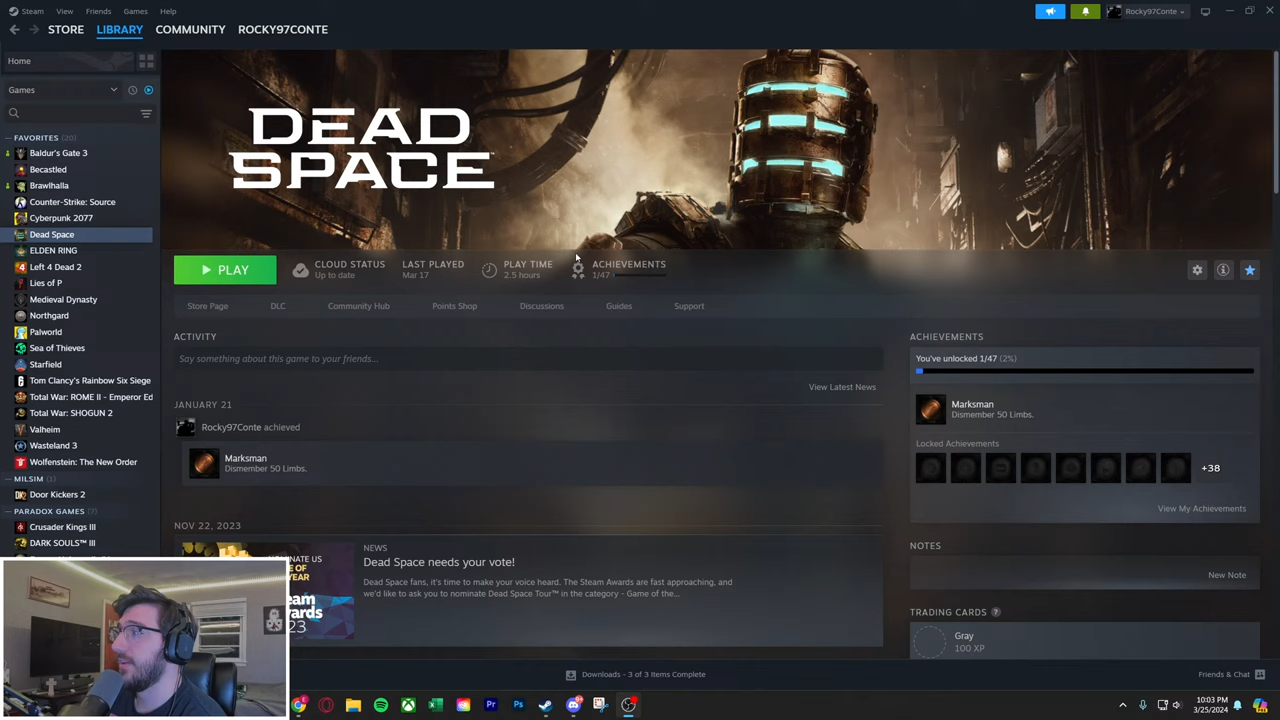 Steam View Friends Games Help
Rocky97Conte
STORE LIBRARY COMMUNITY ROCKY97CONTE
Home
Games
FAVORITES (20)
Baldur's Gate 3
Becastled
Brawlhalla
Counter-Strike: Source
Cyberpunk 2077
Dead Space
ELDEN RING
Left 4 Dead 2
Lies of P
Medieval Dynasty
Northgard
Palworld
Sea of Thieves
Starfield
Tom Clancy's Rainbow Six Siege
Total War: ROME II - Emperor Ed
Total War: SHOGUN 2
Valheim
Wasteland 3
Wolfenstein: The New Order
MILSIM (1)
Door Kickers 2
PARADOX GAMES (7)
Crusader Kings III
DARK SOULS™ III
DEAD
SPACE
PLAY
CLOUD STATUS
Up to date
LAST PLAYED
Mar 17
PLAY TIME
2.5 hours
ACHIEVEMENTS
1/47
Store Page DLC Community Hub Points Shop Discussions Guides Support
ACTIVITY
Say something about this game to your friends...
View Latest News
JANUARY 21
Rocky97Conte achieved
Marksman
Dismember 50 Limbs.
NOV 22, 2023
NEWS
Dead Space needs your vote!
Dead Space fans, it's time to make your voice heard. The Steam Awards are fast approaching, and
we'd like to ask you to nominate Dead Space Tour™ in the category - Game of the...
ACHIEVEMENTS
You've unlocked 1/47 (2%)
Marksman
Dismember 50 Limbs.
Locked Achievements
+38
View My Achievements
NOTES
New Note
TRADING CARDS ?
Gray
100 XP
Downloads - 3 of 3 Items Complete
Friends & Chat
10:03 PM
3/25/2024